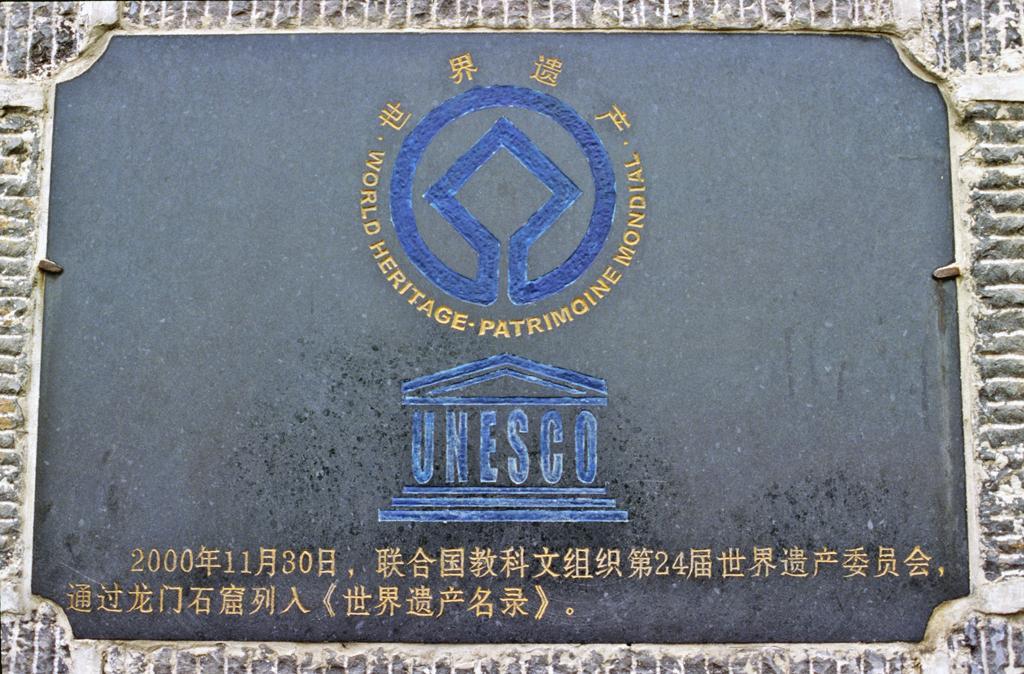 世界遗产
· WORLD HERITAGE · PATRIMOINE MONDIAL ·
UNESCO
2000年11月30日，联合国教科文组织第24届世界遗产委员会，
通过龙门石窟列入《世界遗产名录》。